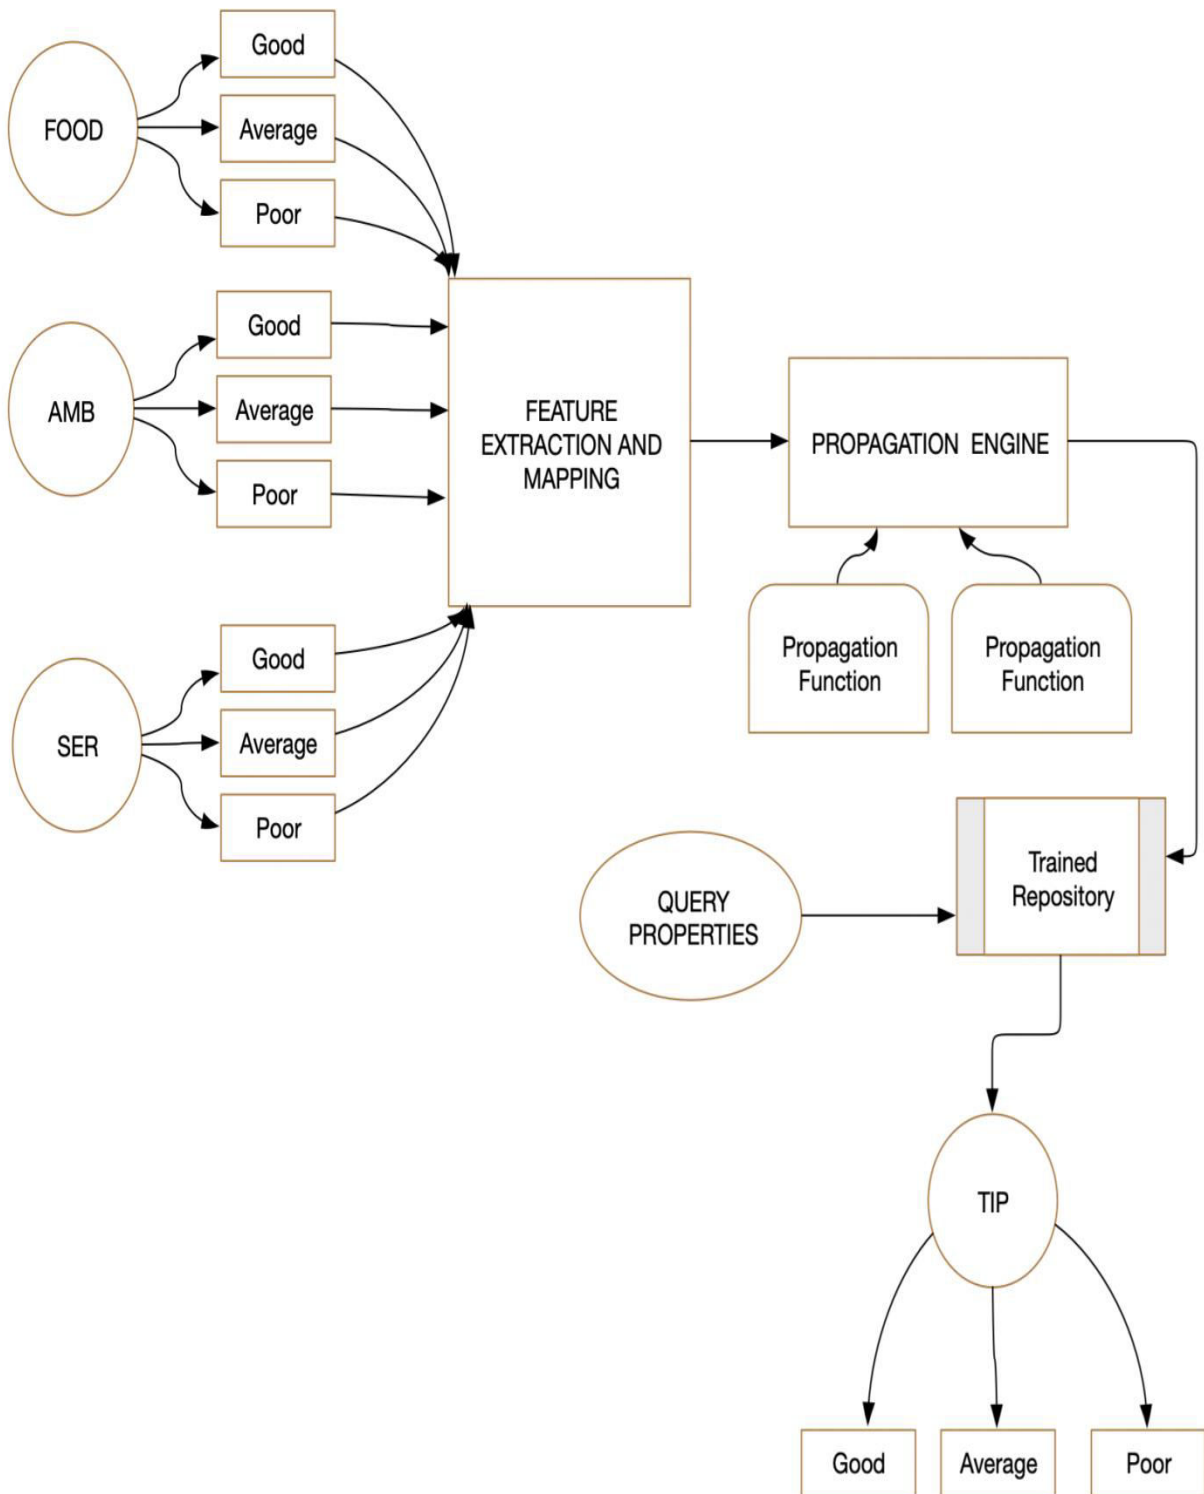 FOOD
Good
Average
Poor
AMB
Good
Average
Poor
SER
Good
Average
Poor
FEATURE
EXTRACTION AND
MAPPING
PROPAGATION ENGINE
Propagation
Function
Propagation
Function
QUERY
PROPERTIES
Trained
Repository
TIP
Good
Average
Poor